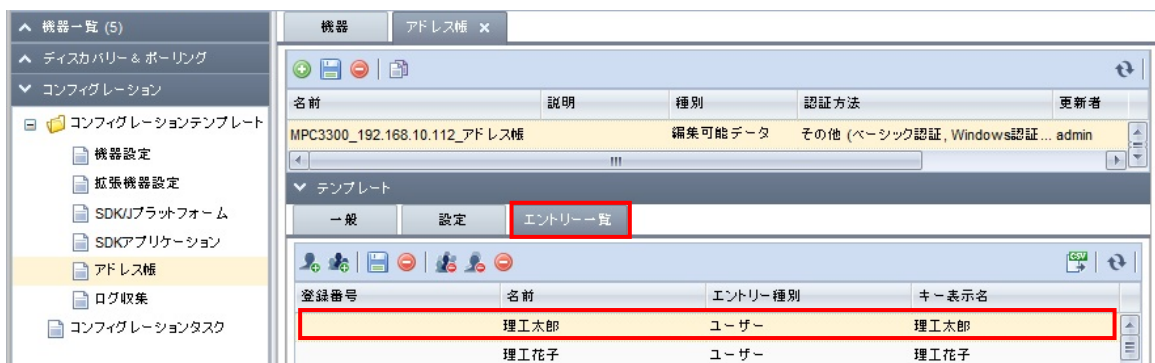 機器一覧 (5)
ディスカバリー & ポーリング
コンフィグレーション
コンフィグレーションテンプレート
機器設定
拡張機器設定
SDK/Jプラットフォーム
SDKアプリケーション
アドレス帳
ログ収集
コンフィグレーションタスク
機器 アドレス帳
名前 説明 種別 認証方法 更新者
MPC3300_192.168.10.112_アドレス帳 編集可能データ その他 (ベーシック認証, Windows認証... admin
テンプレート
一般 設定 エントリー一覧
CSV
登録番号 名前 エントリー種別 キー表示名
理工太郎 ユーザー 理工太郎
理工花子 ユーザー 理工花子